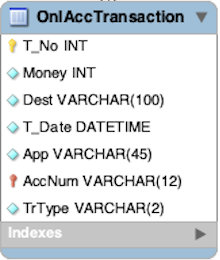 OnlAccTransaction
T_No INT
Money INT
Dest VARCHAR(100)
T_Date DATETIME
App VARCHAR(45)
AccNum VARCHAR(12)
TrType VARCHAR(2)
Indexes